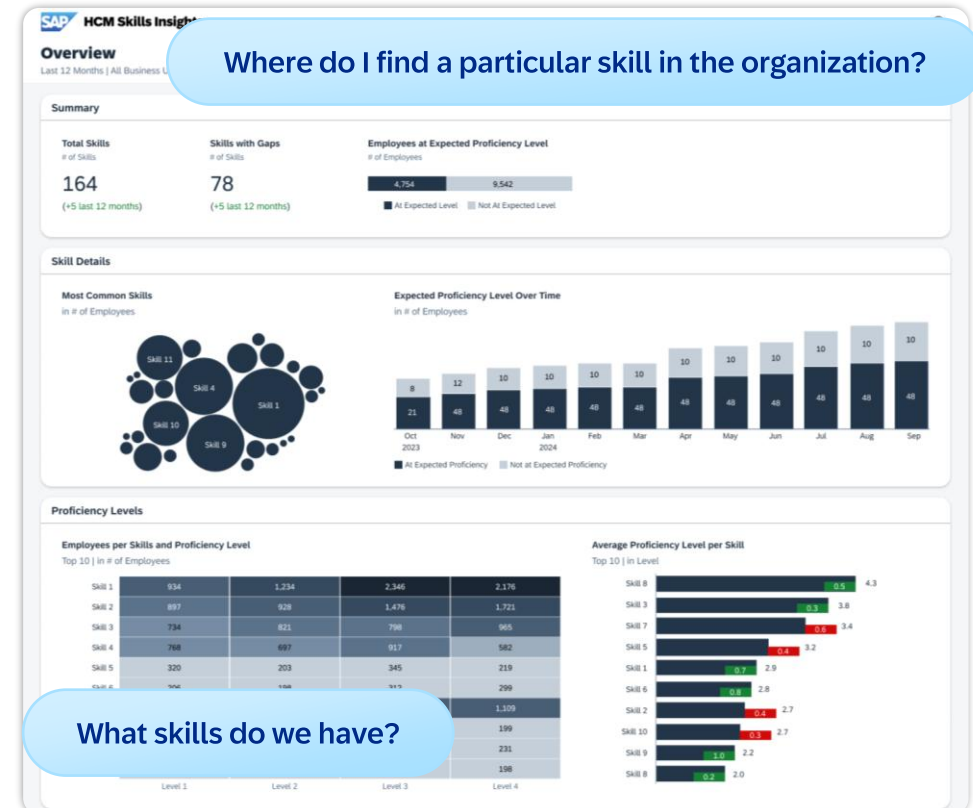 SAP HCM Skills
Where do I find a particular skill in the organization?
Overview
Last 12 Months | All Business
Summary
Total Skills
# of Skills
164
(+5 last 12 months)
Skills with Gaps
# of Skills
78
(+5 last 12 months)
Employees at Expected Proficiency Level
# of Employees
4,754 9,542
At Expected Level Not At Expected Level
Skill Details
Most Common Skills
in # of Employees
Skill 11
Skill 4
Skill 1
Skill 10
Skill 9
Expected Proficiency Level Over Time
in # of Employees
8 12 10 10 10 10 10 10 10 10 10 10
21 48 48 48 48 48 48 48 48 48 48 48
Oct Nov Dec Jan Feb Mar Apr May Jun Jul Aug Sep
2023 2024
At Expected Proficiency Not at Expected Proficiency
Proficiency Levels
Employees per Skills and Proficiency Level
Top 10 | in # of Employees
Skill 1 934 1,234 2,346 2,176
Skill 2 897 928 1,476 1,721
Skill 3 734 821 798 965
Skill 4 768 697 917 582
Skill 5 320 203 345 219
299
1,109
199
231
198
Level 1 Level 2 Level 3 Level 4
What skills do we have?
Average Proficiency Level per Skill
Top 10 | in Level
Skill 8 0.5 4.3
Skill 3 0.3 3.8
Skill 7 0.6 3.4
Skill 5 0.4 3.2
Skill 1 0.7 2.9
Skill 6 0.8 2.8
Skill 2 0.4 2.7
Skill 10 0.3 2.7
Skill 9 1.0 2.2
Skill 8 0.2 2.0